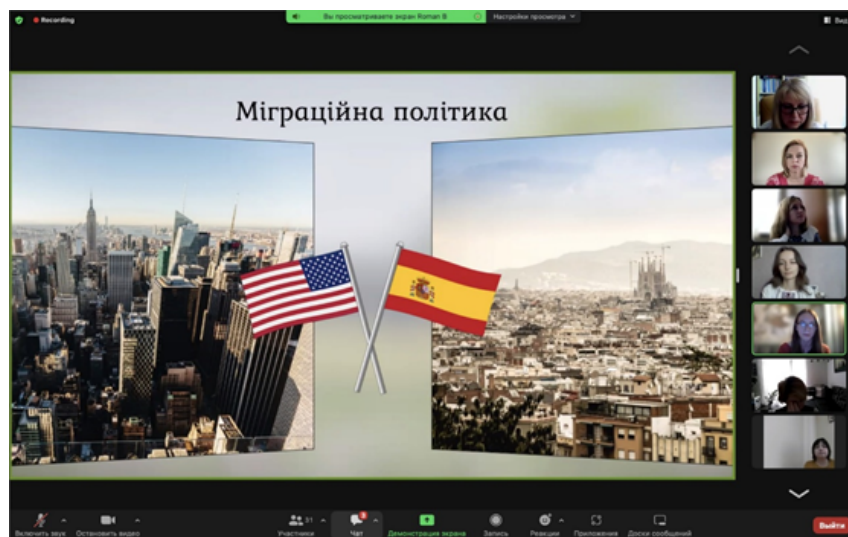 Recording
Вы просматриваете экран Roman B
Настройки просмотра
Вид
Міграційна політика
Включить звук
Остановить видео
Участники
Чат
Демонстрация экрана
Запись
Реакции
Приложения
Доски сообщений
Выйти